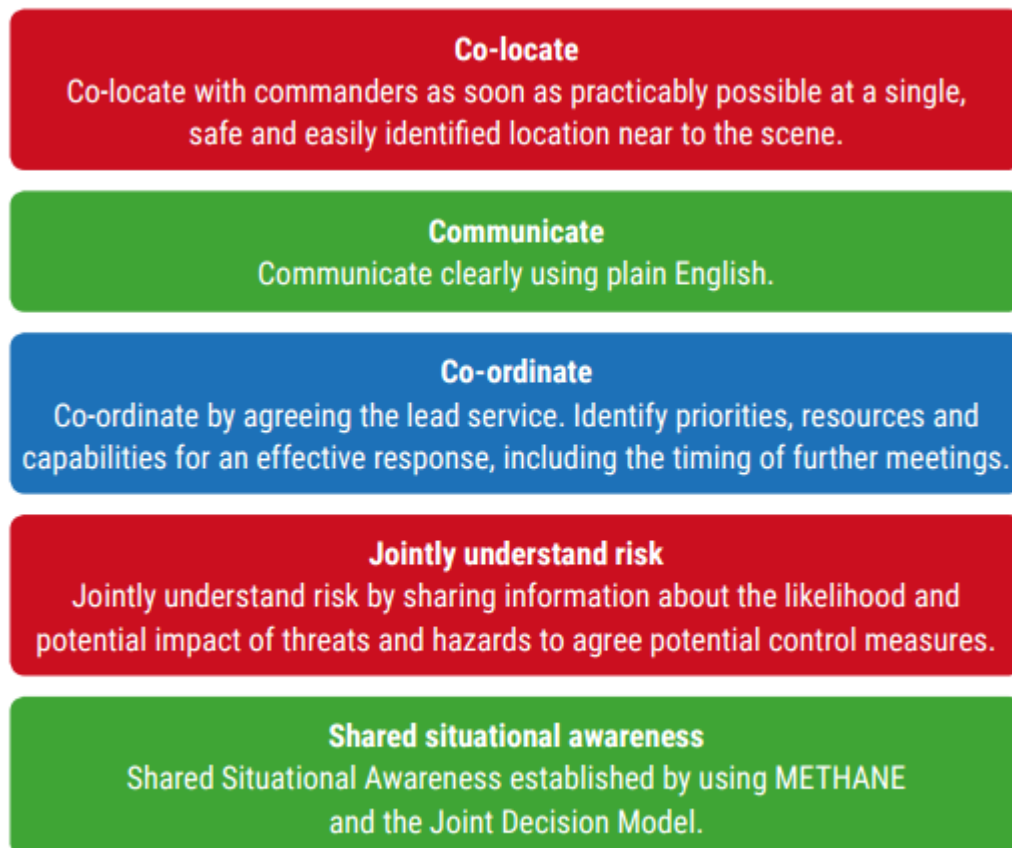 Co-locate
Co-locate with commanders as soon as practicably possible at a single,
safe and easily identified location near to the scene.
Communicate
Communicate clearly using plain English.
Co-ordinate
Co-ordinate by agreeing the lead service. Identify priorities, resources and
capabilities for an effective response, including the timing of further meetings.
Jointly understand risk
Jointly understand risk by sharing information about the likelihood and
potential impact of threats and hazards to agree potential control measures.
Shared situational awareness
Shared Situational Awareness established by using METHANE
and the Joint Decision Model.